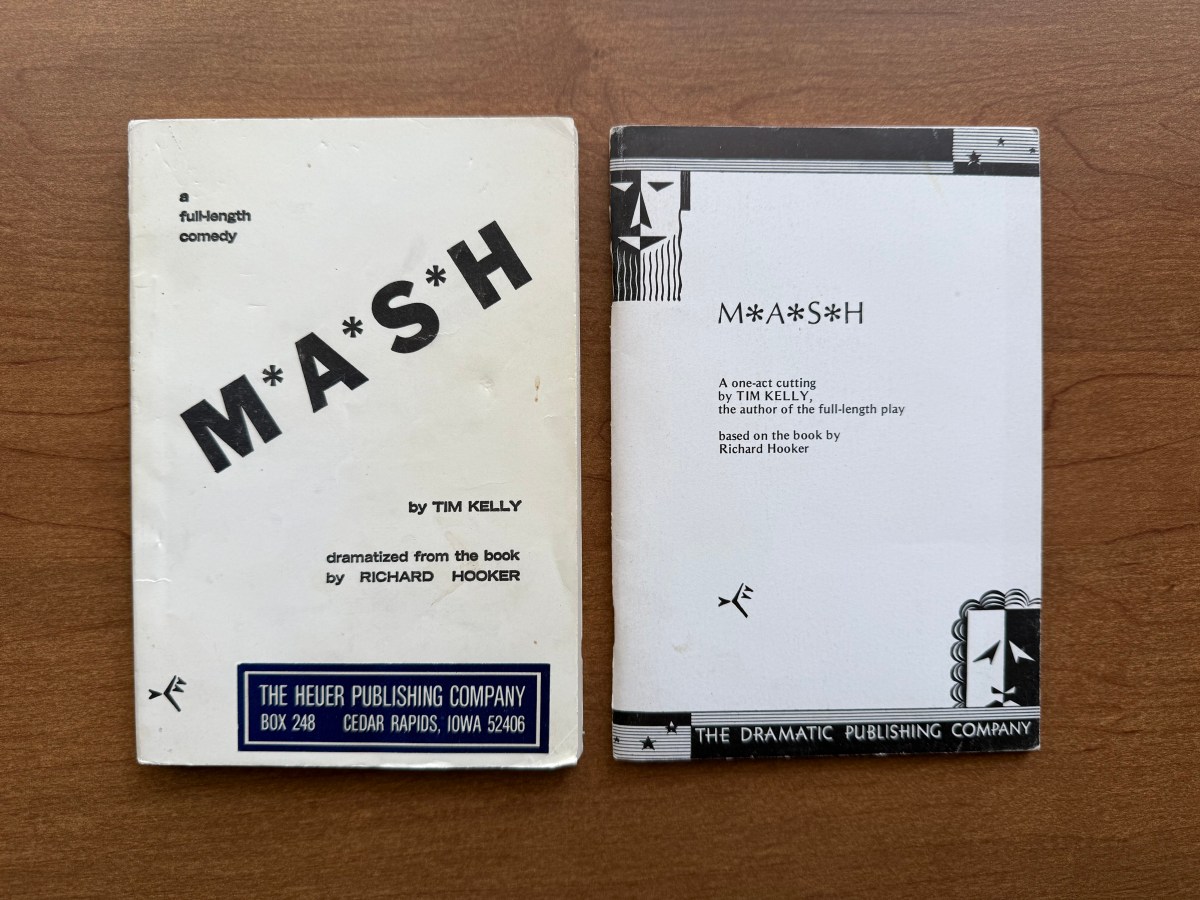 a
full-length
comedy
M*A*S*H
by TIM KELLY
dramatized from the book
by RICHARD HOOKER
THE HEUER PUBLISHING COMPANY
BOX 248 CEDAR RAPIDS, IOWA 52406
M*A*S*H
A one-act cutting
by TIM KELLY,
the author of the full-length play
based on the book by
Richard Hooker
THE DRAMATIC PUBLISHING COMPANY